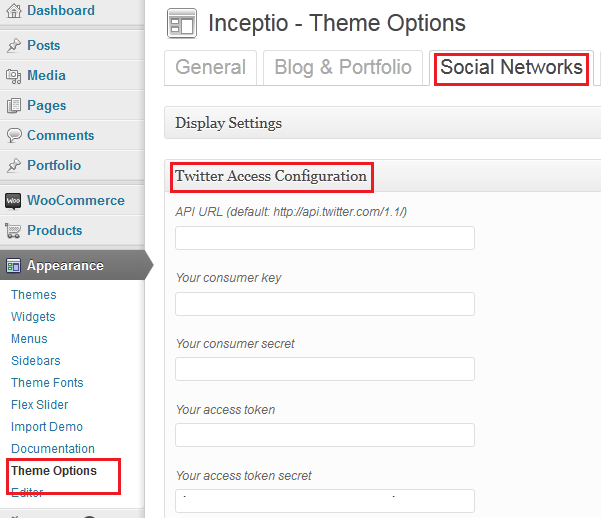 Dashboard
Posts
Media
Pages
Comments
Portfolio
WooCommerce
Products
Appearance
Themes
Widgets
Menus
Sidebars
Theme Fonts
Flex Slider
Import Demo
Documentation
Theme Options
Editor
Inceptio - Theme Options
General
Blog & Portfolio
Social Networks
Display Settings
Twitter Access Configuration
API URL (default: http://api.twitter.com/1.1/)
Your consumer key
Your consumer secret
Your access token
Your access token secret